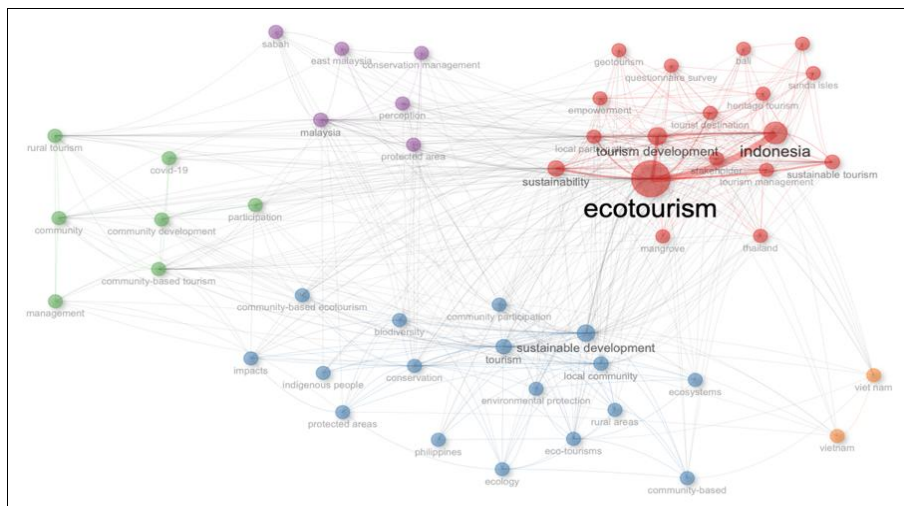 sabah
east malaysia
conservation management
geotourism
questionnaire survey
bali
sunda isles
perception
empowerment
heritage tourism
malaysia
tourist destination
rural tourism
local participation
tourism development
indonesia
protected area
covid-19
stakeholder
sustainability
tourism management
sustainable tourism
ecotourism
community
community development
participation
mangrove
thailand
community-based tourism
management
community-based ecotourism
community participation
biodiversity
sustainable development
tourism
impacts
indigenous people
conservation
local community
ecosystems
viet nam
environmental protection
protected areas
rural areas
philippines
eco-tourisms
vietnam
ecology
community-based